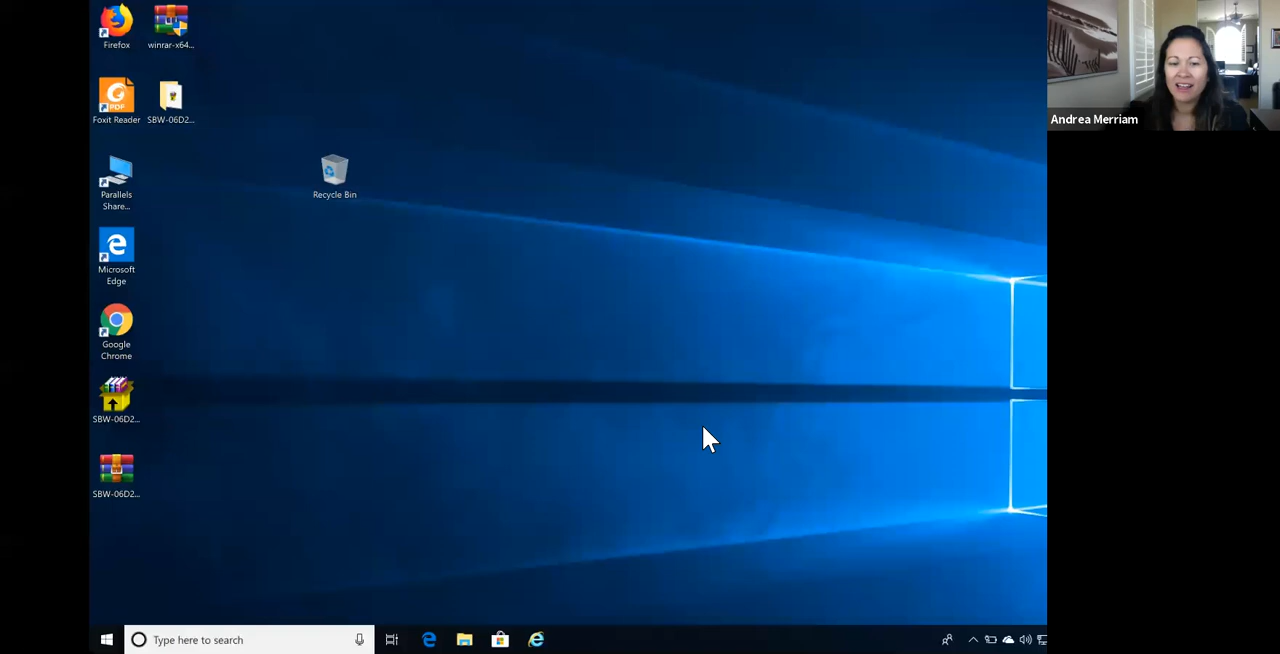 Firefox
winrar-x64...
Foxit Reader
SBW-06D2...
Recycle Bin
Parallels
Share...
Microsoft
Edge
Google
Chrome
SBW-06D2...
SBW-06D2...
Type here to search
Andrea Merriam